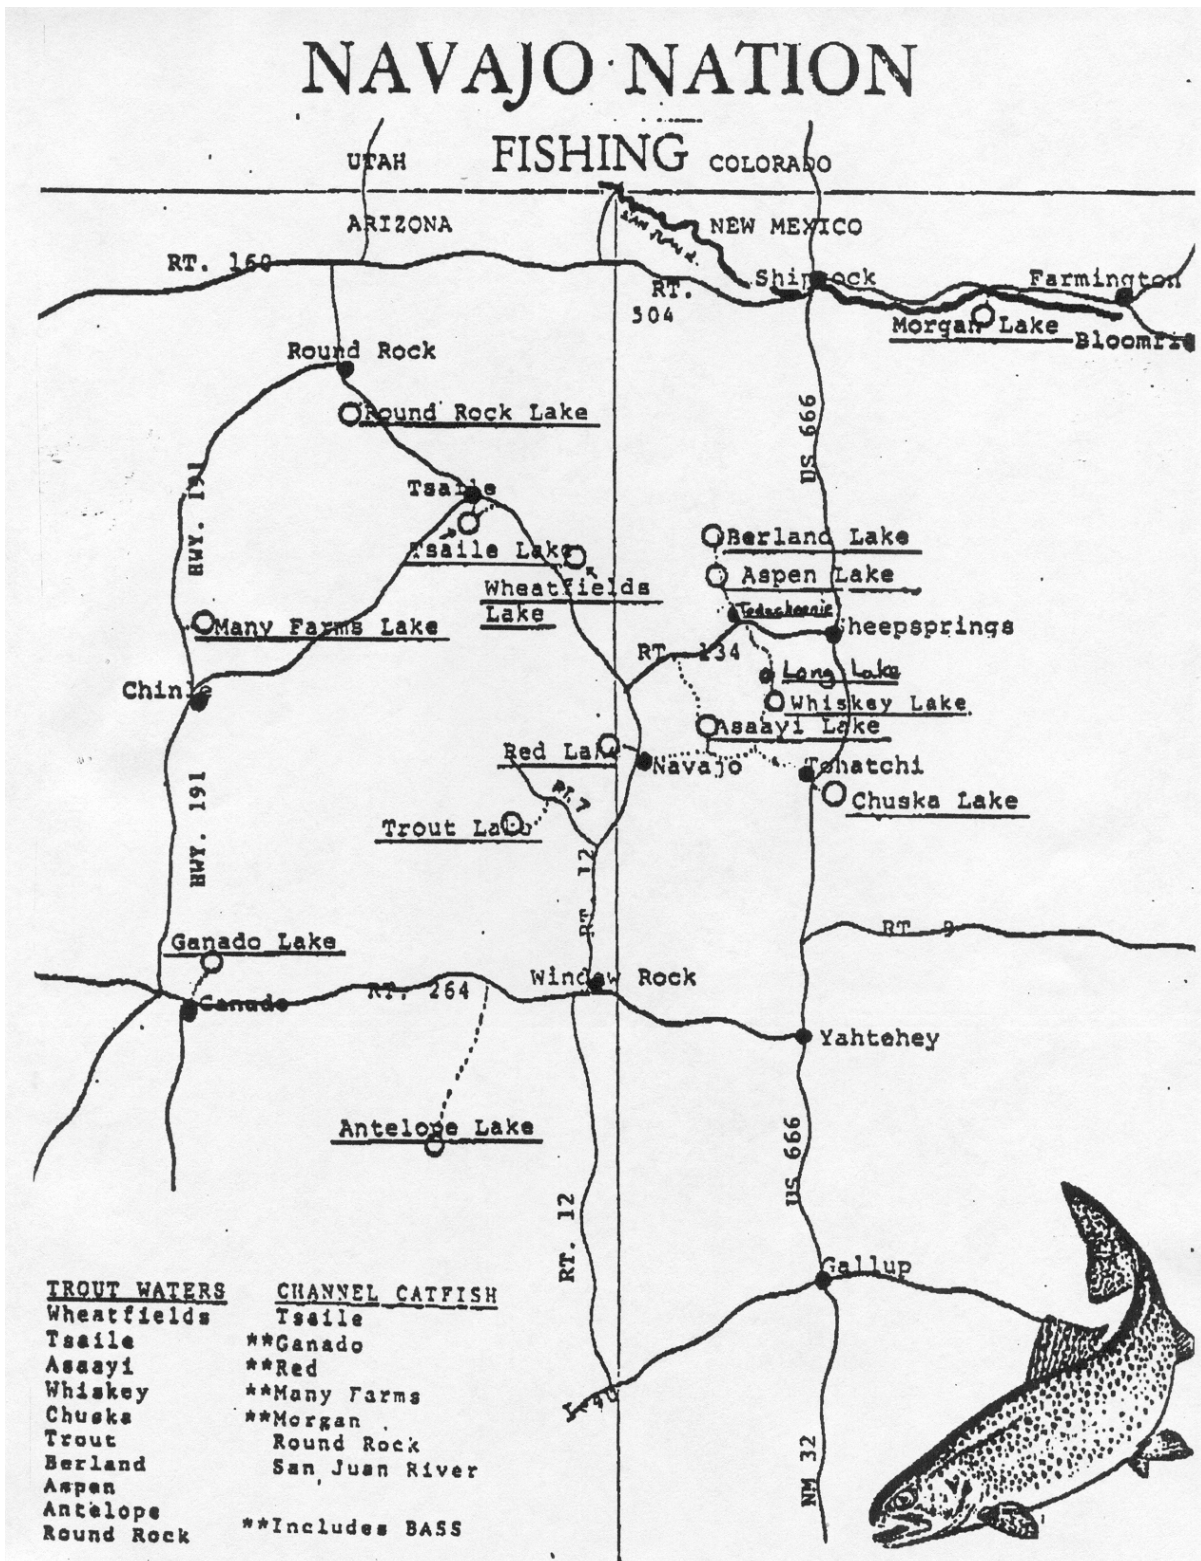 NAVAJO NATION
FISHING
UTAH
COLORADO
ARIZONA
NEW MEXICO
SAN JUAN R.
RT. 160
Shiprock
Farmington
RT.
504
Morgan Lake
Round Rock
Round Rock Lake
US 666
HWY. 191
Tsaile
Tsaile Lake
Berland Lake
Aspen Lake
Wheatfields
Lake
Many Farms Lake
Sheepsprings
RT 134
Long Lake
Chinle
Whiskey Lake
Asaayi Lake
Red Lake
Navajo
Tohatchi
RT. 7
Chuska Lake
HWY. 191
Trout Lake
RT 12
RT. 9
Ganado Lake
Window Rock
RT. 264
Ganado
Yahtehey
Antelope Lake
US 666
RT. 12
Gallup
NM 32
TROUT WATERS
Wheatfields
Tsaile
Asaayi
Whiskey
Chuska
Trout
Berland
Aspen
Antelope
Round Rock
CHANNEL CATFISH
Tsaile
**Ganado
**Red
**Many Farms
**Morgan
Round Rock
San Juan River
**Includes BASS